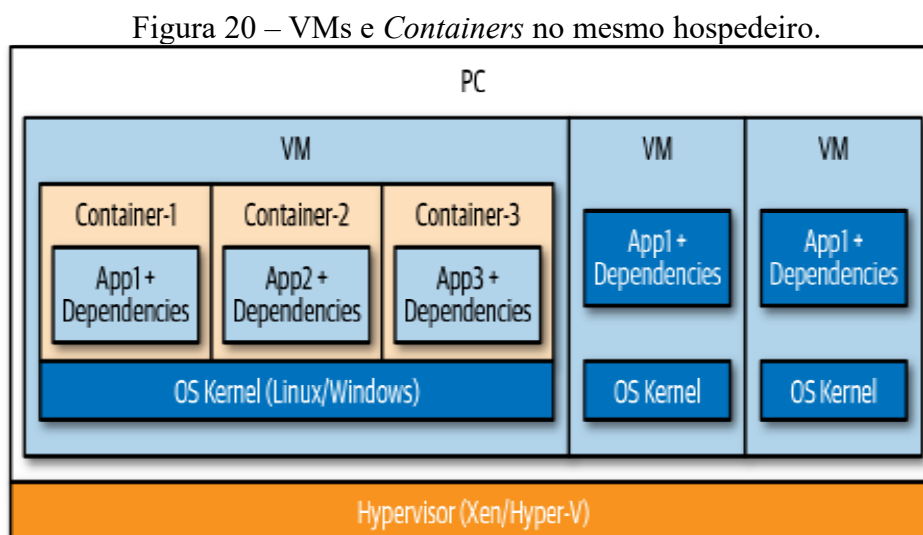 Figura 20 – VMs e Containers no mesmo hospedeiro.
PC
VM
VM
VM
Container-1
Container-2
Container-3
App1 +
Dependencies
App2 +
Dependencies
App3 +
Dependencies
App1 +
Dependencies
App1 +
Dependencies
OS Kernel (Linux/Windows)
OS Kernel
OS Kernel
Hypervisor (Xen/Hyper-V)